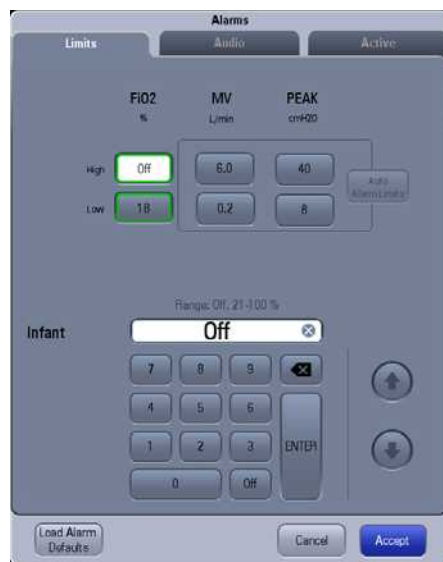 Alarms
Limits Audio Active
FiO2 MV PEAK
% L/min cmH2O
High Off 6.0 40
Auto
Alarm Limits
Low 18 0.2 8
Range: Off, 21-100 %
Infant Off
7 8 9
4 5 6
1 2 3 ENTER
0 Off
Load Alarm
Defaults
Cancel Accept